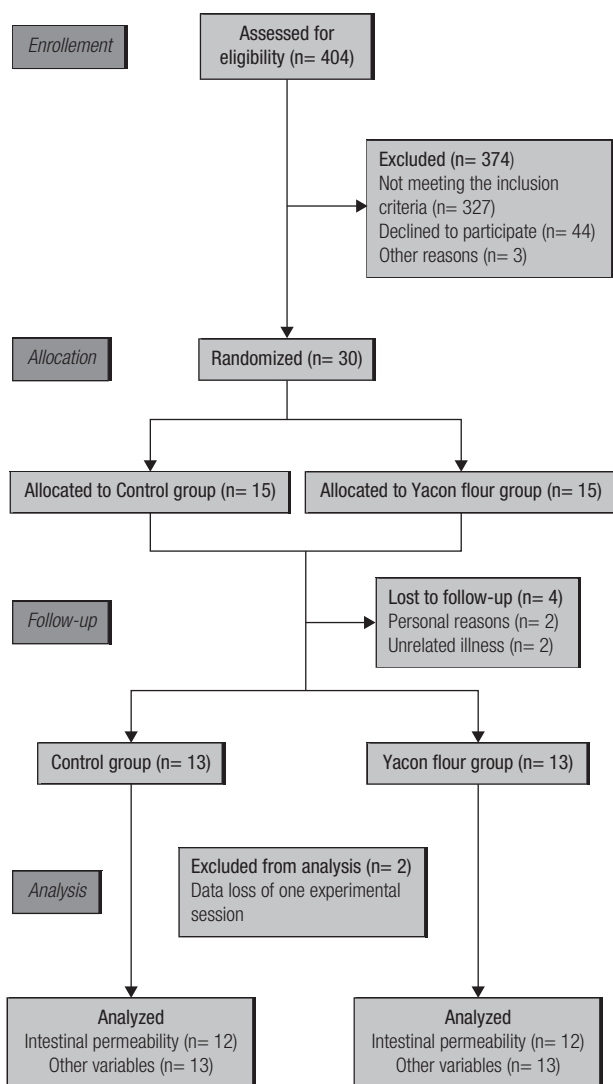 Enrollement
Assessed for
eligibility (n= 404)
Excluded (n= 374)
Not meeting the inclusion
criteria (n= 327)
Declined to participate (n= 44)
Other reasons (n= 3)
Allocation
Randomized (n= 30)
Allocated to Control group (n= 15)
Allocated to Yacon flour group (n= 15)
Follow-up
Lost to follow-up (n= 4)
Personal reasons (n= 2)
Unrelated illness (n= 2)
Control group (n= 13)
Yacon flour group (n= 13)
Analysis
Excluded from analysis (n= 2)
Data loss of one experimental
session
Analyzed
Intestinal permeability (n= 12)
Other variables (n= 13)
Analyzed
Intestinal permeability (n= 12)
Other variables (n= 13)